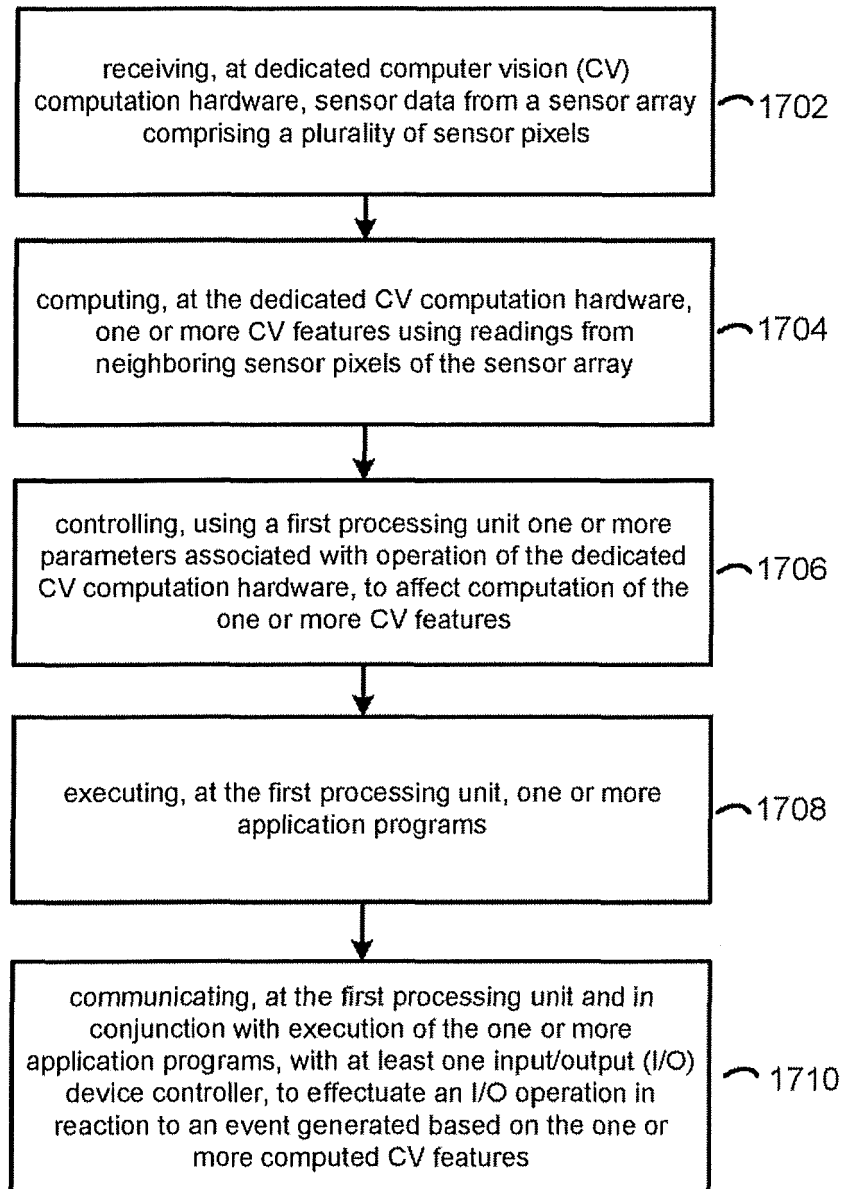 receiving, at dedicated computer vision (CV)
computation hardware, sensor data from a sensor array
comprising a plurality of sensor pixels
1702
computing, at the dedicated CV computation hardware,
one or more CV features using readings from
neighboring sensor pixels of the sensor array
1704
controlling, using a first processing unit one or more
parameters associated with operation of the dedicated
CV computation hardware, to affect computation of the
one or more CV features
1706
executing, at the first processing unit, one or more
application programs
1708
communicating, at the first processing unit and in
conjunction with execution of the one or more
application programs, with at least one input/output (I/O)
device controller, to effectuate an I/O operation in
reaction to an event generated based on the one or
more computed CV features
1710